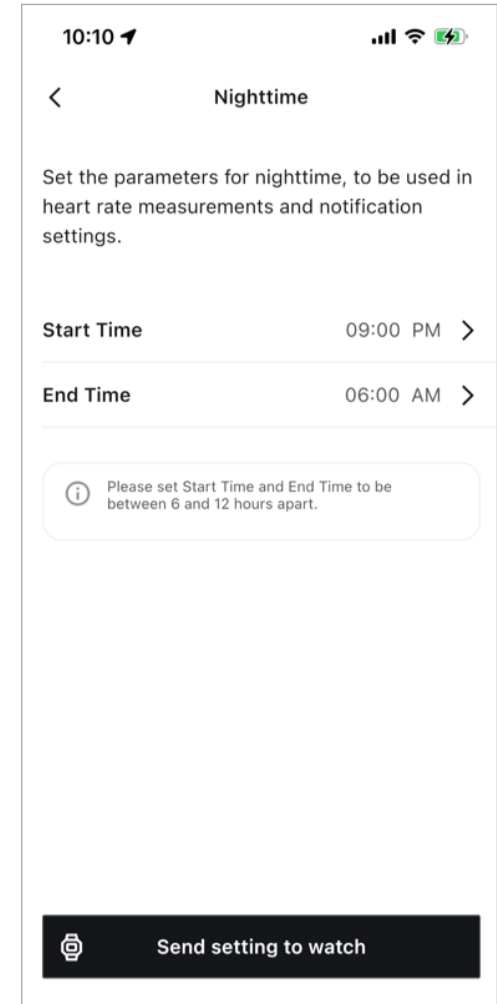 10:10
Nighttime
Set the parameters for nighttime, to be used in
heart rate measurements and notification
settings.
Start Time 09:00 PM
End Time 06:00 AM
Please set Start Time and End Time to be
between 6 and 12 hours apart.
Send setting to watch